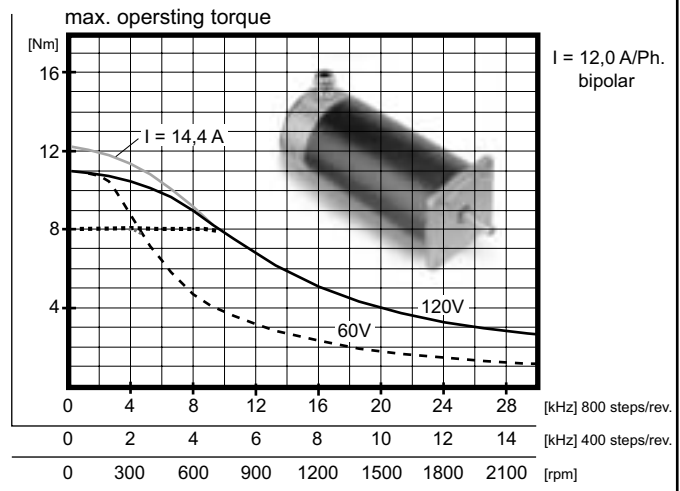 max. opersting torque
[Nm]
I = 12,0 A/Ph.
bipolar
16
I = 14,4 A
12
8
4
120V
60V
0 4 8 12 16 20 24 28 [kHz] 800 steps/rev.
0 2 4 6 8 10 12 14 [kHz] 400 steps/rev.
0 300 600 900 1200 1500 1800 2100 [rpm]